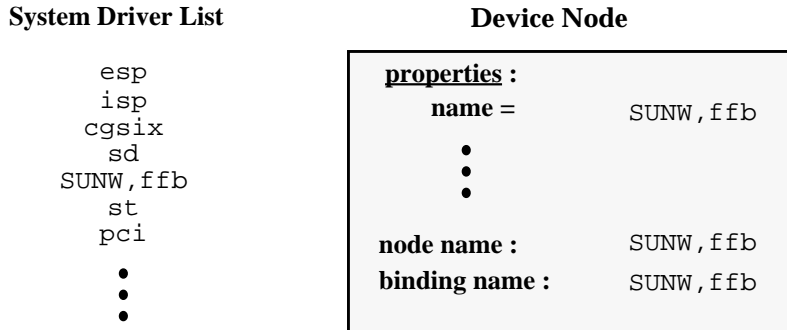 System Driver List
esp
isp
cgsix
sd
SUNW,ffb
st
pci
Device Node
properties :
name = SUNW,ffb
node name : SUNW,ffb
binding name : SUNW,ffb